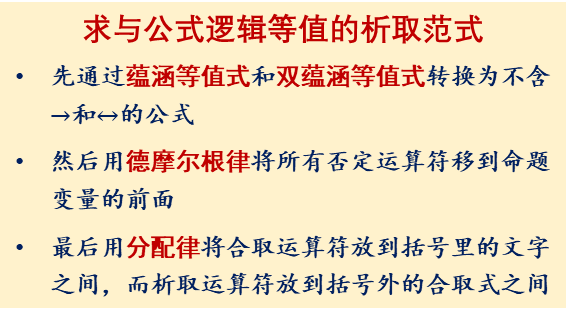 求与公式逻辑等值的析取范式
• 先通过蕴涵等值式和双蕴涵等值式转换为不含
→和↔的公式
• 然后用德摩尔根律将所有否定运算符移到命题
变量的前面
• 最后用分配律将合取运算符放到括号里的文字
之间，而析取运算符放到括号外的合取式之间